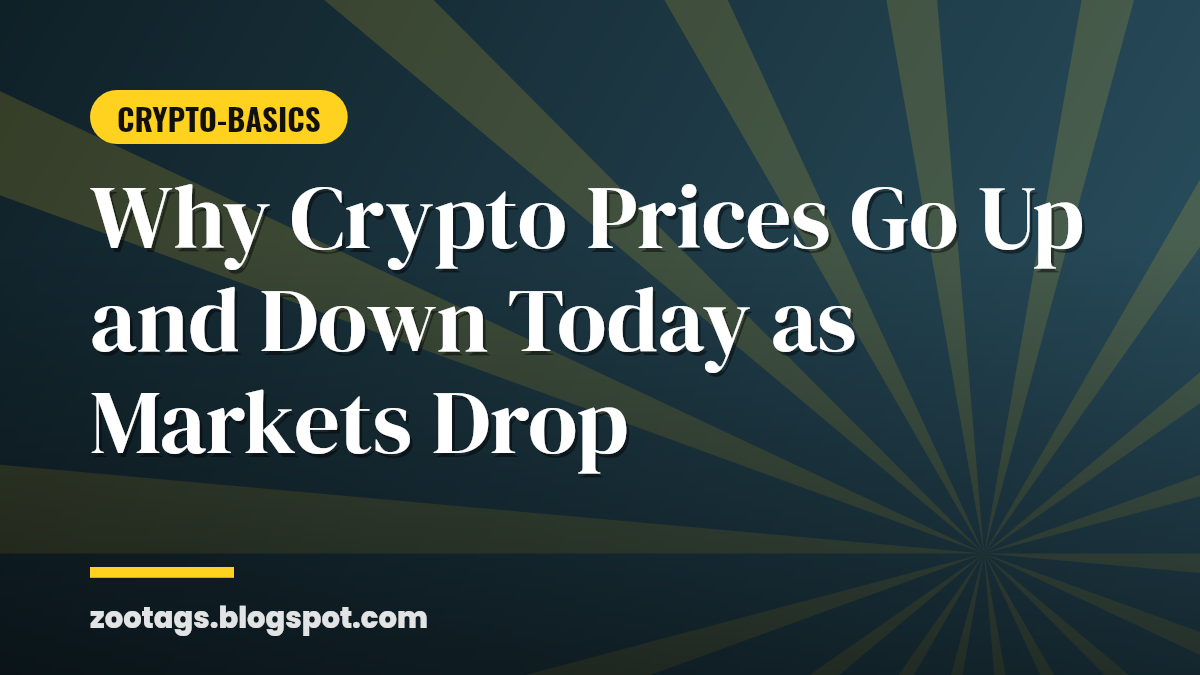 CRYPTO-BASICS
Why Crypto Prices Go Up
and Down Today as
Markets Drop
zootags.blogspot.com